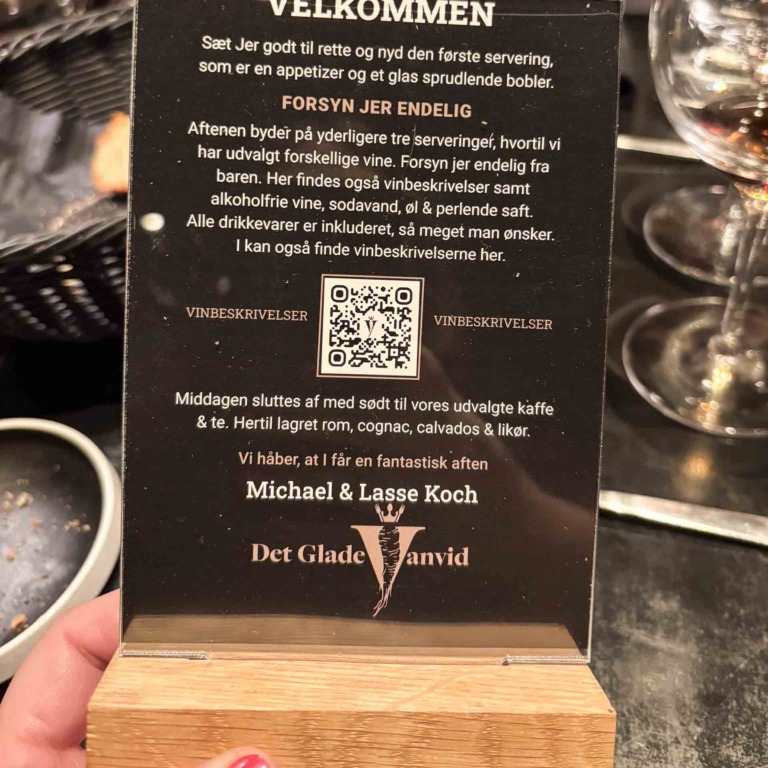 VELKOMMEN
Sæt Jer godt til rette og nyd den første servering,
som er en appetizer og et glas sprudlende bobler.
FORSYN JER ENDELIG
Aftenen byder på yderligere tre serveringer, hvortil vi
har udvalgt forskellige vine. Forsyn jer endelig fra
baren. Her findes også vinbeskrivelser samt
alkoholfrie vine, sodavand, øl & perlende saft.
Alle drikkevarer er inkluderet, så meget man ønsker.
I kan også finde vinbeskrivelserne her.
VINBESKRIVELSER
VINBESKRIVELSER
Middagen sluttes af med sødt til vores udvalgte kaffe
& te. Hertil lagret rom, cognac, calvados & likør.
Vi håber, at I får en fantastisk aften
Michael & Lasse Koch
Det Glade Vanvid